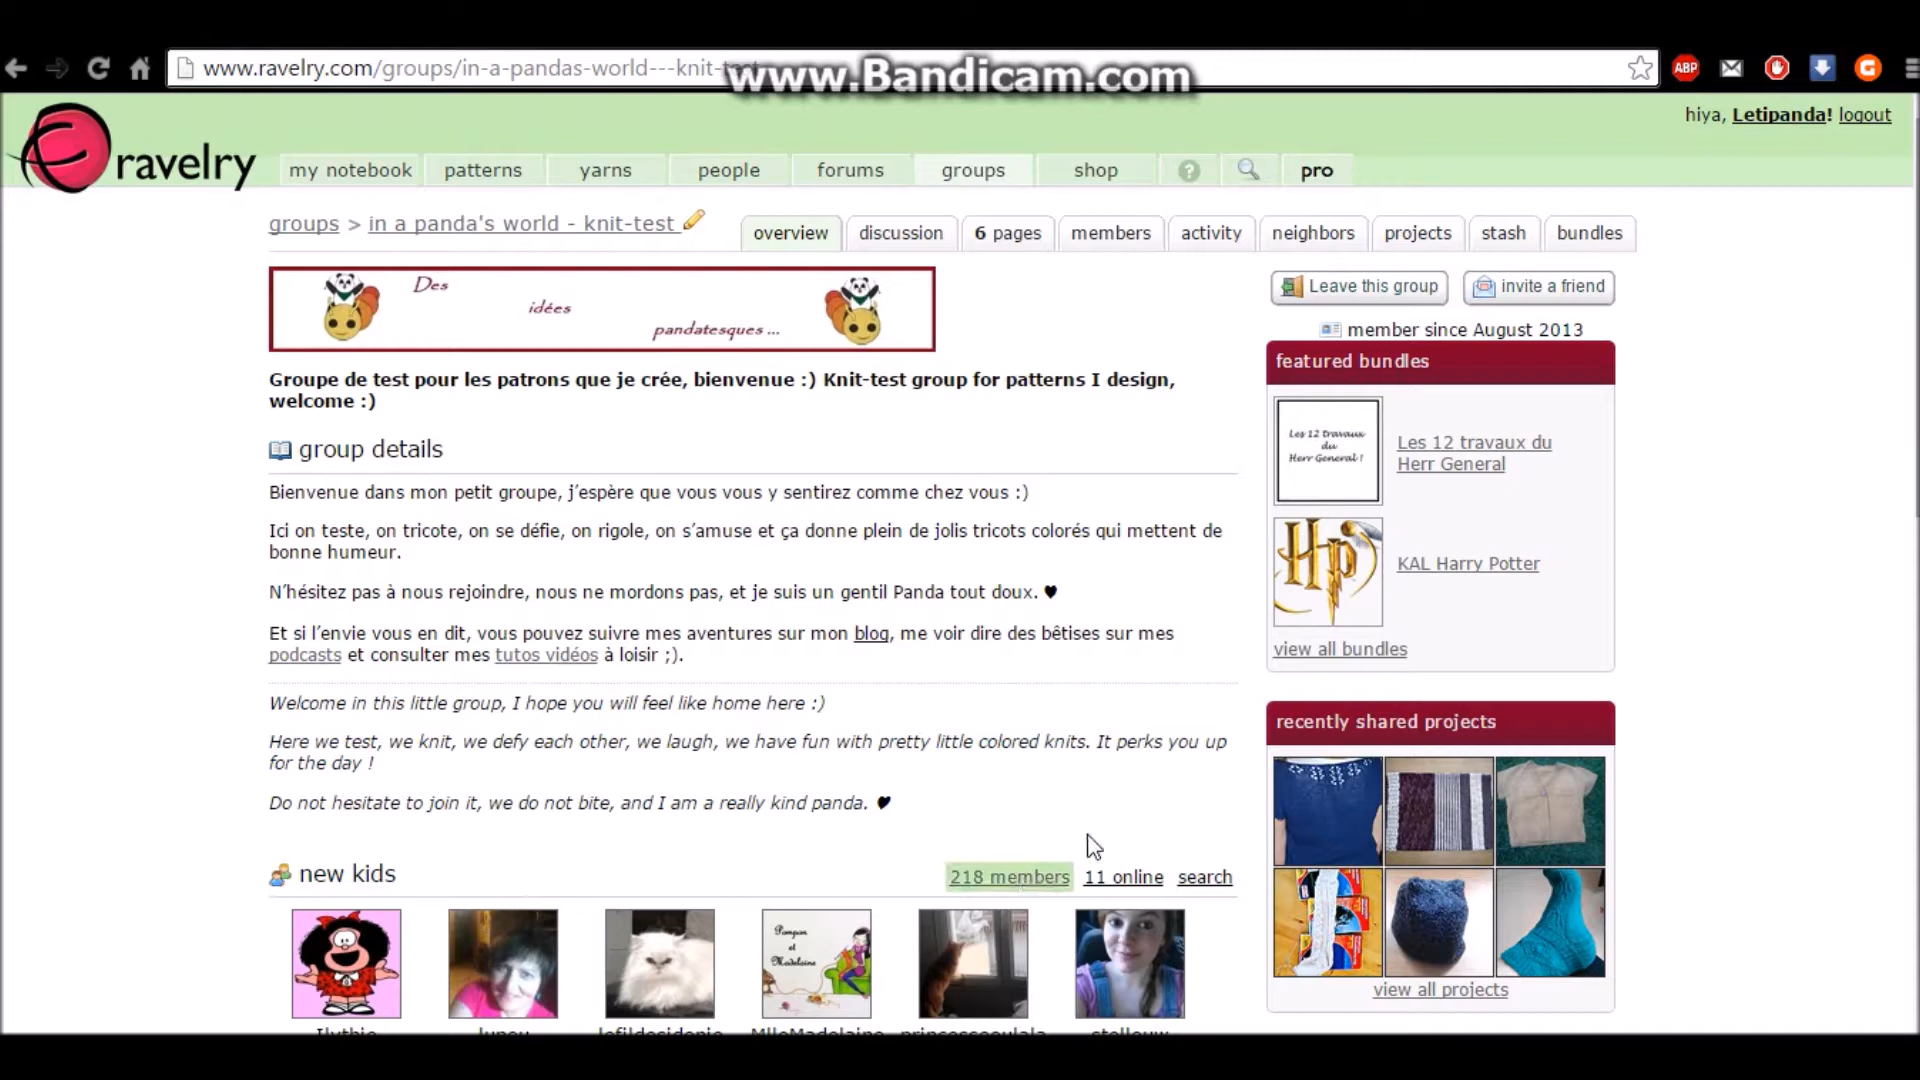 www.ravelry.com/groups/in-a-pandas-world---knit-
www.Bandicam.com
ABP
G
hiya, Letipanda! logout
ravelry
my notebook
patterns
yarns
people
forums
groups
shop
?
pro
groups > in a panda's world - knit-test
overview
discussion
6 pages
members
activity
neighbors
projects
stash
bundles
Des
idées
pandatesques ...
Leave this group
invite a friend
member since August 2013
Groupe de test pour les patrons que je crée, bienvenue :) Knit-test group for patterns I design,
welcome :)
group details
Bienvenue dans mon petit groupe, j’espère que vous vous y sentirez comme chez vous :)
Ici on teste, on tricote, on se défie, on rigole, on s’amuse et ça donne plein de jolis tricots colorés qui mettent de
bonne humeur.
N’hésitez pas à nous rejoindre, nous ne mordons pas, et je suis un gentil Panda tout doux. ♥
Et si l’envie vous en dit, vous pouvez suivre mes aventures sur mon blog, me voir dire des bêtises sur mes
podcasts et consulter mes tutos vidéos à loisir ;).
Welcome in this little group, I hope you will feel like home here :)
Here we test, we knit, we defy each other, we laugh, we have fun with pretty little colored knits. It perks you up
for the day !
Do not hesitate to join it, we do not bite, and I am a really kind panda. ♥
new kids
218 members
11 online
search
Pompon
et
Madelaine
featured bundles
Les 12 travaux
du
Herr General !
Les 12 travaux du
Herr General
HP
KAL Harry Potter
view all bundles
recently shared projects
view all projects